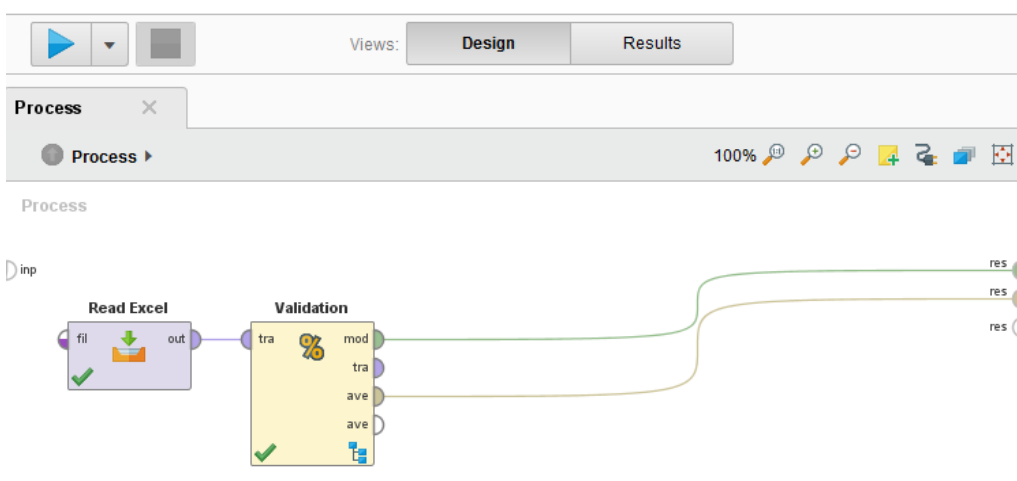 Views: Design Results
Process
Process
100%
Process
inp
res
res
res
Read Excel
fil out
Validation
tra mod
tra
ave
ave